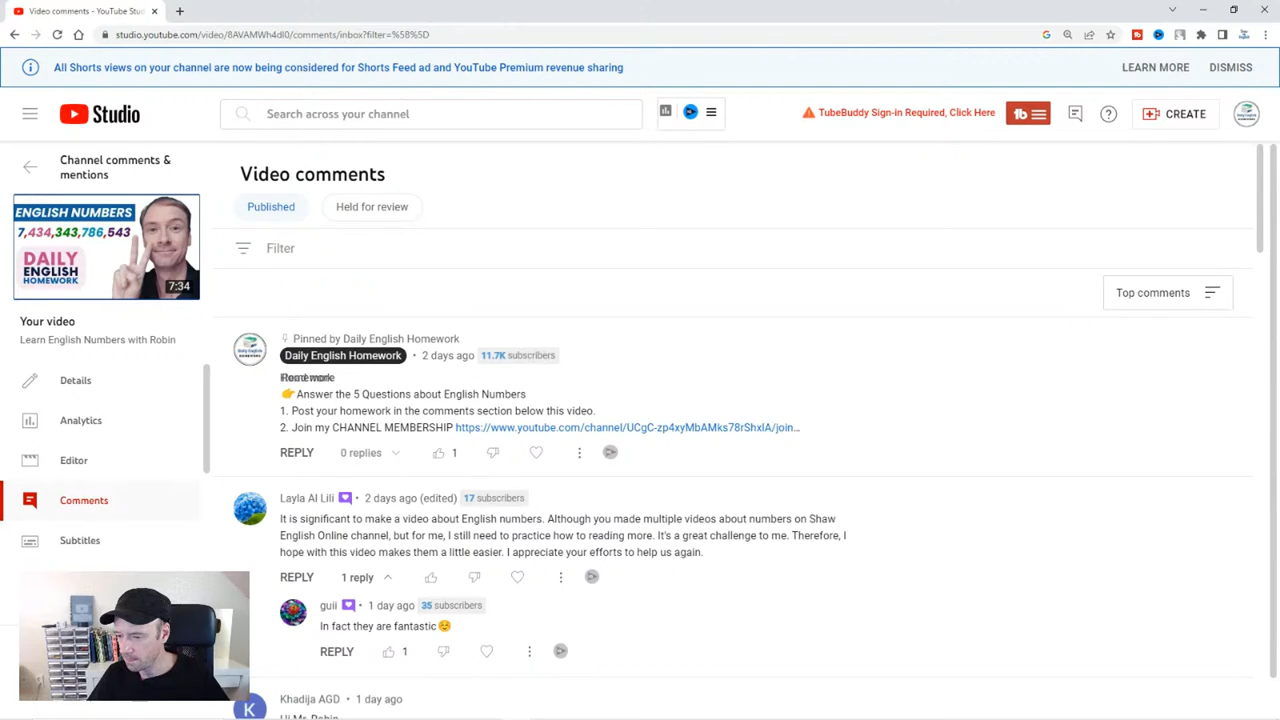 Video comments - YouTube Stud
studio.youtube.com/video/8AVAMWh4dI0/comments/inbox?filter=%5B%5D
All Shorts views on your channel are now being considered for Shorts Feed ad and YouTube Premium revenue sharing
LEARN MORE
DISMISS
Studio
Search across your channel
TubeBuddy Sign-in Required, Click Here
tb
CREATE
Channel comments &
mentions
ENGLISH NUMBERS
7,434,343,786,543
DAILY
ENGLISH
HOMEWORK
7:34
Your video
Learn English Numbers with Robin
Details
Analytics
Editor
Comments
Subtitles
Video comments
Published
Held for review
Filter
Top comments
Pinned by Daily English Homework
Daily English Homework • 2 days ago 11.7K subscribers
👉Answer the 5 Questions about English Numbers
1. Post your homework in the comments section below this video.
2. Join my CHANNEL MEMBERSHIP https://www.youtube.com/channel/UCgC-zp4xyMbAMks78rShxIA/join...
REPLY 0 replies 1
Layla Al Lili • 2 days ago (edited) 17 subscribers
It is significant to make a video about English numbers. Although you made multiple videos about numbers on Shaw
English Online channel, but for me, I still need to practice how to reading more. It's a great challenge to me. Therefore, I
hope with this video makes them a little easier. I appreciate your efforts to help us again.
REPLY 1 reply
guii • 1 day ago 35 subscribers
In fact they are fantastic☺️
REPLY 1
K
Khadija AGD • 1 day ago
Hi Mr. Robin